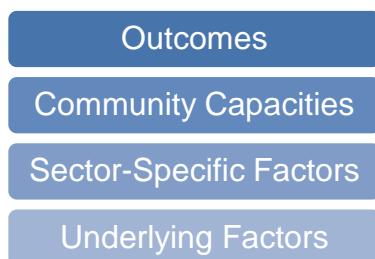 Outcomes
Community Capacities
Sector-Specific Factors
Underlying Factors